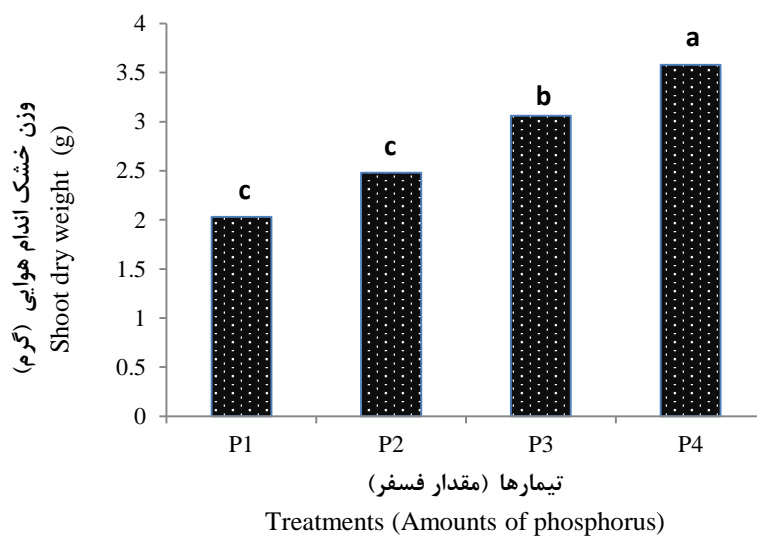 وزن خشک اندام هوایی (گرم)
Shoot dry weight (g)
4
3.5
3
2.5
2
1.5
1
0.5
0
c
c
b
a
P1 P2 P3 P4
تیمارها (مقدار فسفر)
Treatments (Amounts of phosphorus)